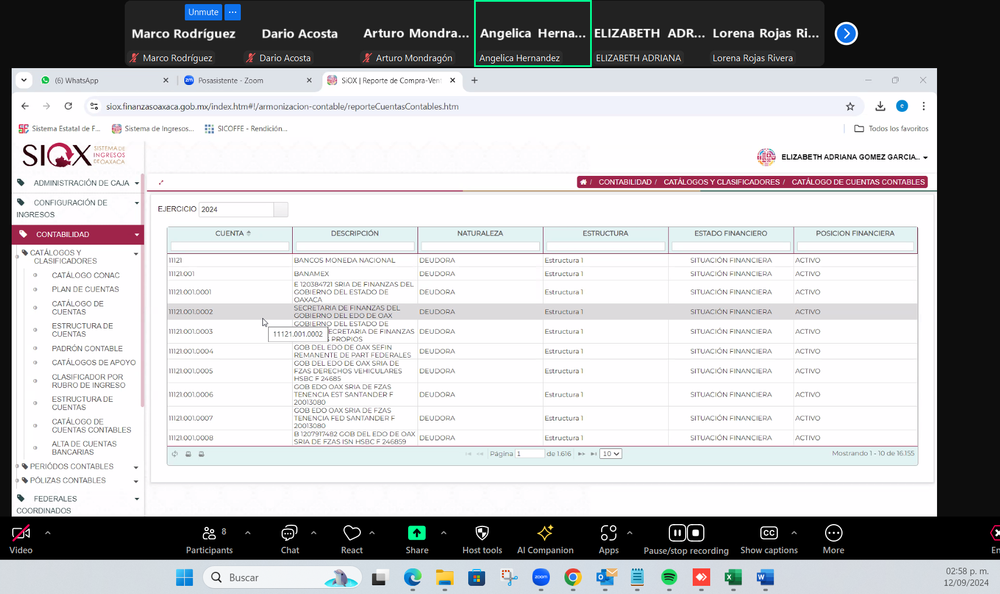 Unmute ...
Marco Rodríguez Dario Acosta Arturo Mondra... Angelica Herna... ELIZABETH ADR... Lorena Rojas Ri...
Marco Rodríguez Dario Acosta Arturo Mondragón Angelica Hernandez ELIZABETH ADRIANA Lorena Rojas Rivera
(6) WhatsApp zm Posasistente - Zoom SiOX | Reporte de Compra-Vent
siox.finanzasoaxaca.gob.mx/index.htm#!/armonizacion-contable/reporteCuentasContables.htm e
Sistema Estatal de F... Sistema de Ingresos... SICOFFE - Rendición... Todos los favoritos
SIOX SISTEMA DE
INGRESOS
DE OAXACA
ELIZABETH ADRIANA GOMEZ GARCIA..
ADMINISTRACIÓN DE CAJA
CONFIGURACIÓN DE
INGRESOS
CONTABILIDAD
CATÁLOGOS Y
CLASIFICADORES
CATÁLOGO CONAC
PLAN DE CUENTAS
CATÁLOGO DE
CUENTAS
ESTRUCTURA DE
CUENTAS
PADRÓN CONTABLE
CATÁLOGOS DE APOYO
CLASIFICADOR POR
RUBRO DE INGRESO
ESTRUCTURA DE
CUENTAS
CATÁLOGO DE
CUENTAS CONTABLES
ALTA DE CUENTAS
BANCARIAS
PERIÓDOS CONTABLES
PÓLIZAS CONTABLES
FEDERALES
COORDINADOS
/ CONTABILIDAD / CATÁLOGOS Y CLASIFICADORES / CATÁLOGO DE CUENTAS CONTABLES
EJERCICIO 2024
CUENTA DESCRIPCIÓN NATURALEZA ESTRUCTURA ESTADO FINANCIERO POSICION FINANCIERA
11121 BANCOS MONEDA NACIONAL DEUDORA Estructura 1 SITUACIÓN FINANCIERA ACTIVO
11121.001 BANAMEX DEUDORA Estructura 1 SITUACIÓN FINANCIERA ACTIVO
E 120384721 SRIA DE FINANZAS DEL
11121.001.0001 GOBIERNO DEL ESTADO DE DEUDORA Estructura 1 SITUACIÓN FINANCIERA ACTIVO
OAXACA
SECRETARIA DE FINANZAS DEL
11121.001.0002 GOBIERNO DEL EDO DE OAX DEUDORA Estructura 1 SITUACIÓN FINANCIERA ACTIVO
GOBIERNO DEL ESTADO DE
11121.001.0003 ECRETARIA DE FINANZAS DEUDORA Estructura 1 SITUACIÓN FINANCIERA ACTIVO
11121.001.0002 S PROPIOS
GOB DEL EDO DE OAX SEFIN
11121.001.0004 REMANENTE DE PART FEDERALES DEUDORA Estructura 1 SITUACIÓN FINANCIERA ACTIVO
GOB DEL EDO DE OAX SRIA DE
11121.001.0005 FZAS DERECHOS VEHICULARES DEUDORA Estructura 1 SITUACIÓN FINANCIERA ACTIVO
HSBC F 24685
GOB EDO OAX SRIA DE FZAS
11121.001.0006 TENENCIA EST SANTANDER F DEUDORA Estructura 1 SITUACIÓN FINANCIERA ACTIVO
20013080
GOB EDO OAX SRIA DE FZAS
11121.001.0007 TENENCIA FED SANTANDER F DEUDORA Estructura 1 SITUACIÓN FINANCIERA ACTIVO
20013080
B 1207917482 GOB DEL EDO DE OAX
11121.001.0008 SRIA DE FZAS ISN HSBC F 246859 DEUDORA Estructura 1 SITUACIÓN FINANCIERA ACTIVO
Página 1 de 1.616 10 Mostrando 1 - 10 de 16.155
Video Participants 8 Chat React Share Host tools AI Companion Apps Pause/stop recording CC Show captions More En
Buscar zoom
02:58 p. m.
12/09/2024